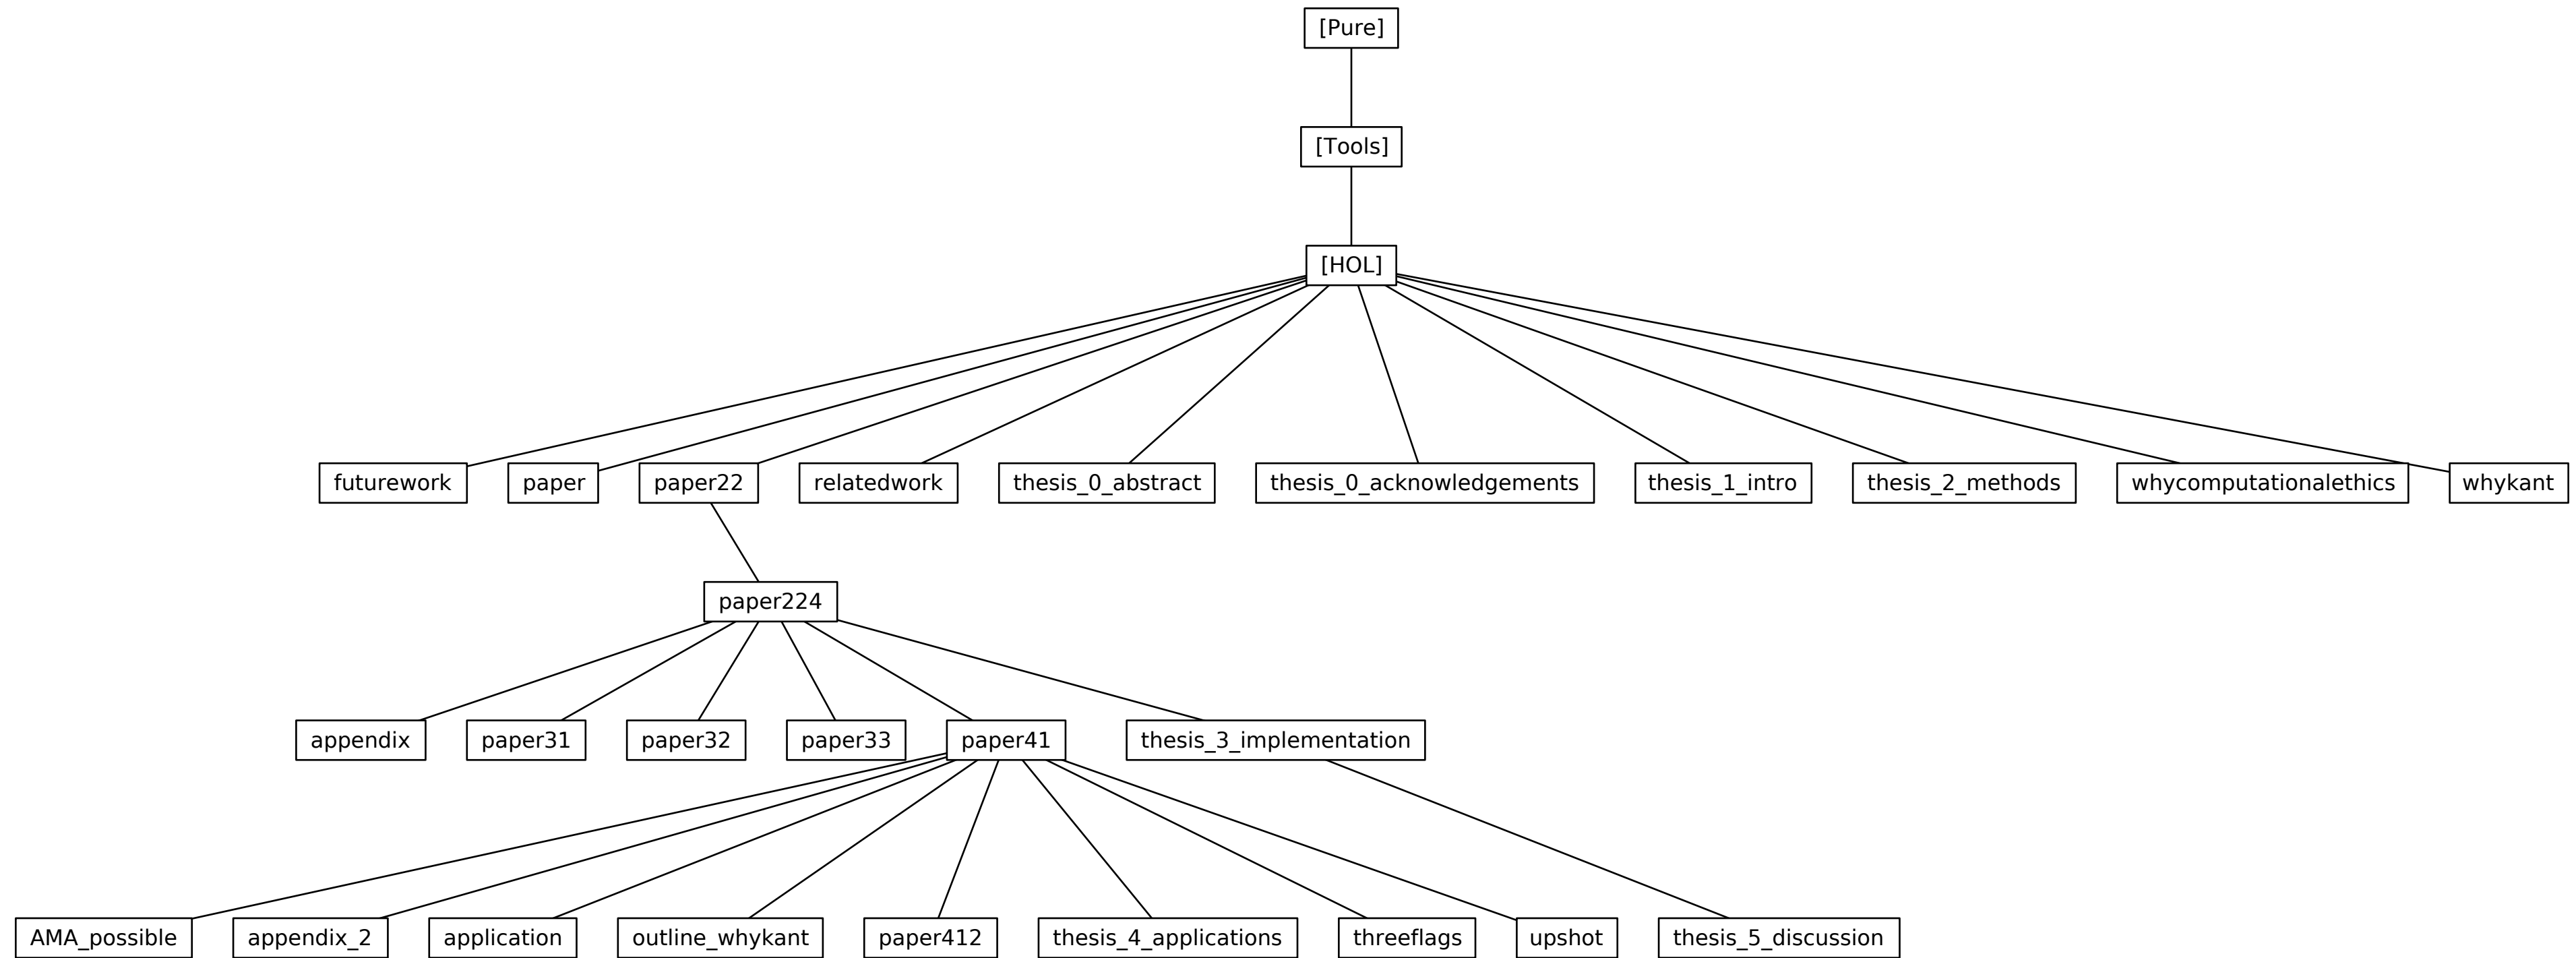 [Pure]
[Tools]
[HOL]
futurework
paper
paper22
relatedwork
thesis_0_abstract
thesis_0_acknowledgements
thesis_1_intro
thesis_2_methods
whycomputationalethics
whykant
paper224
appendix
paper31
paper32
paper33
paper41
thesis_3_implementation
AMA_possible
appendix_2
application
outline_whykant
paper412
thesis_4_applications
threeflags
upshot
thesis_5_discussion